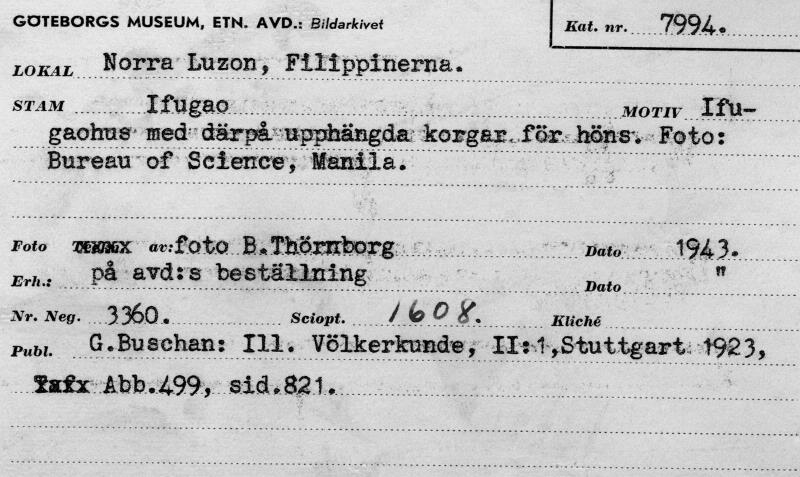 GÖTEBORGS MUSEUM, ETN. AVD.: Bildarkivet
Kat. nr. 7994.
LOKAL Norra Luzon, Filippinerna.
STAM Ifugao MOTIV Ifu-
gaohus med därpå upphängda korgar för höns. Foto:
Bureau of Science, Manila.
Foto av: foto B.Thörnborg Dato 1943.
Erh.: på avd:s beställning Dato "
Nr. Neg. 3360. Sciopt. 1608. Kliché
Publ. G.Buschan: Ill. Völkerkunde, II:1,Stuttgart 1923,
Abb.499, sid.821.